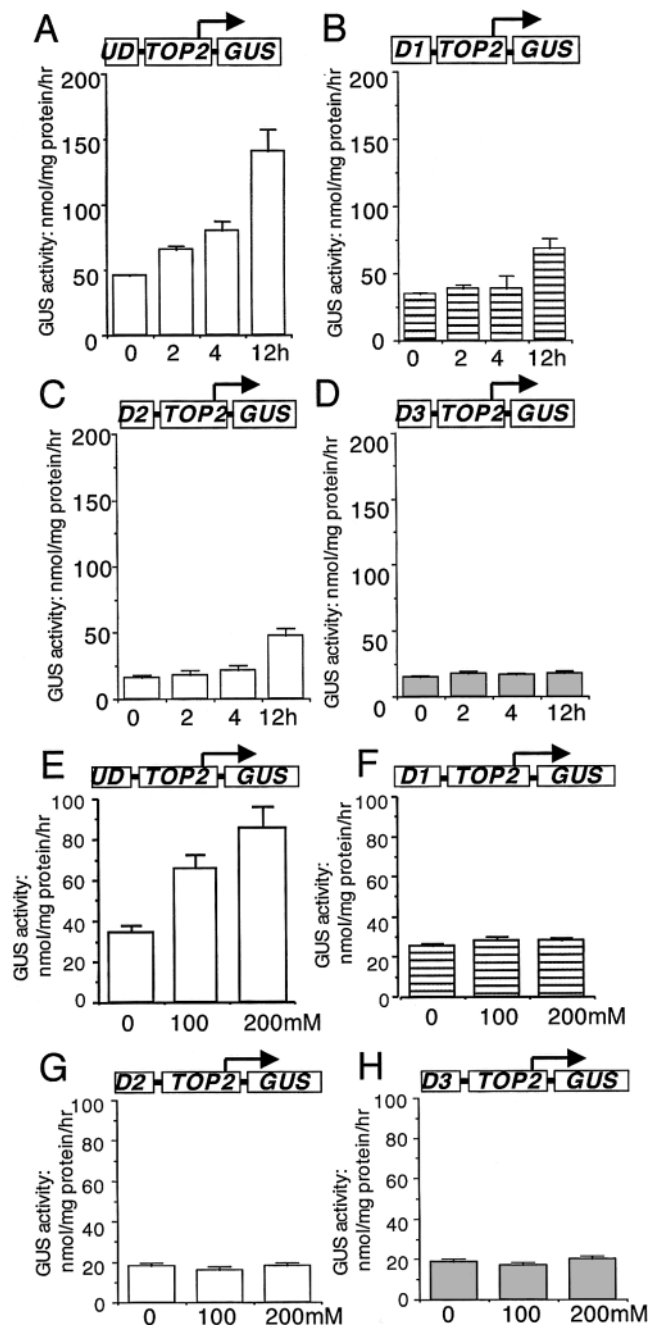 A
UD TOP2 GUS
GUS activity: nmol/mg protein/hr
200
150
100
50
0
0 2 4 12h
B
D1 TOP2 GUS
GUS activity: nmol/mg protein/hr
200
150
100
50
0
0 2 4 12h
C
D2 TOP2 GUS
GUS activity: nmol/mg protein/hr
200
150
100
50
0
0 2 4 12h
D
D3 TOP2 GUS
GUS activity: nmol/mg protein/hr
200
150
100
50
0
0 2 4 12h
E
UD TOP2 GUS
GUS activity:
nmol/mg protein/hr
100
80
60
40
20
0
0 100 200mM
F
D1 TOP2 GUS
GUS activity:
nmol/mg protein/hr
100
80
60
40
20
0
0 100 200mM
G
D2 TOP2 GUS
GUS activity:
nmol/mg protein/hr
100
80
60
40
20
0
0 100 200mM
H
D3 TOP2 GUS
GUS activity:
nmol/mg protein/hr
100
80
60
40
20
0
0 100 200mM